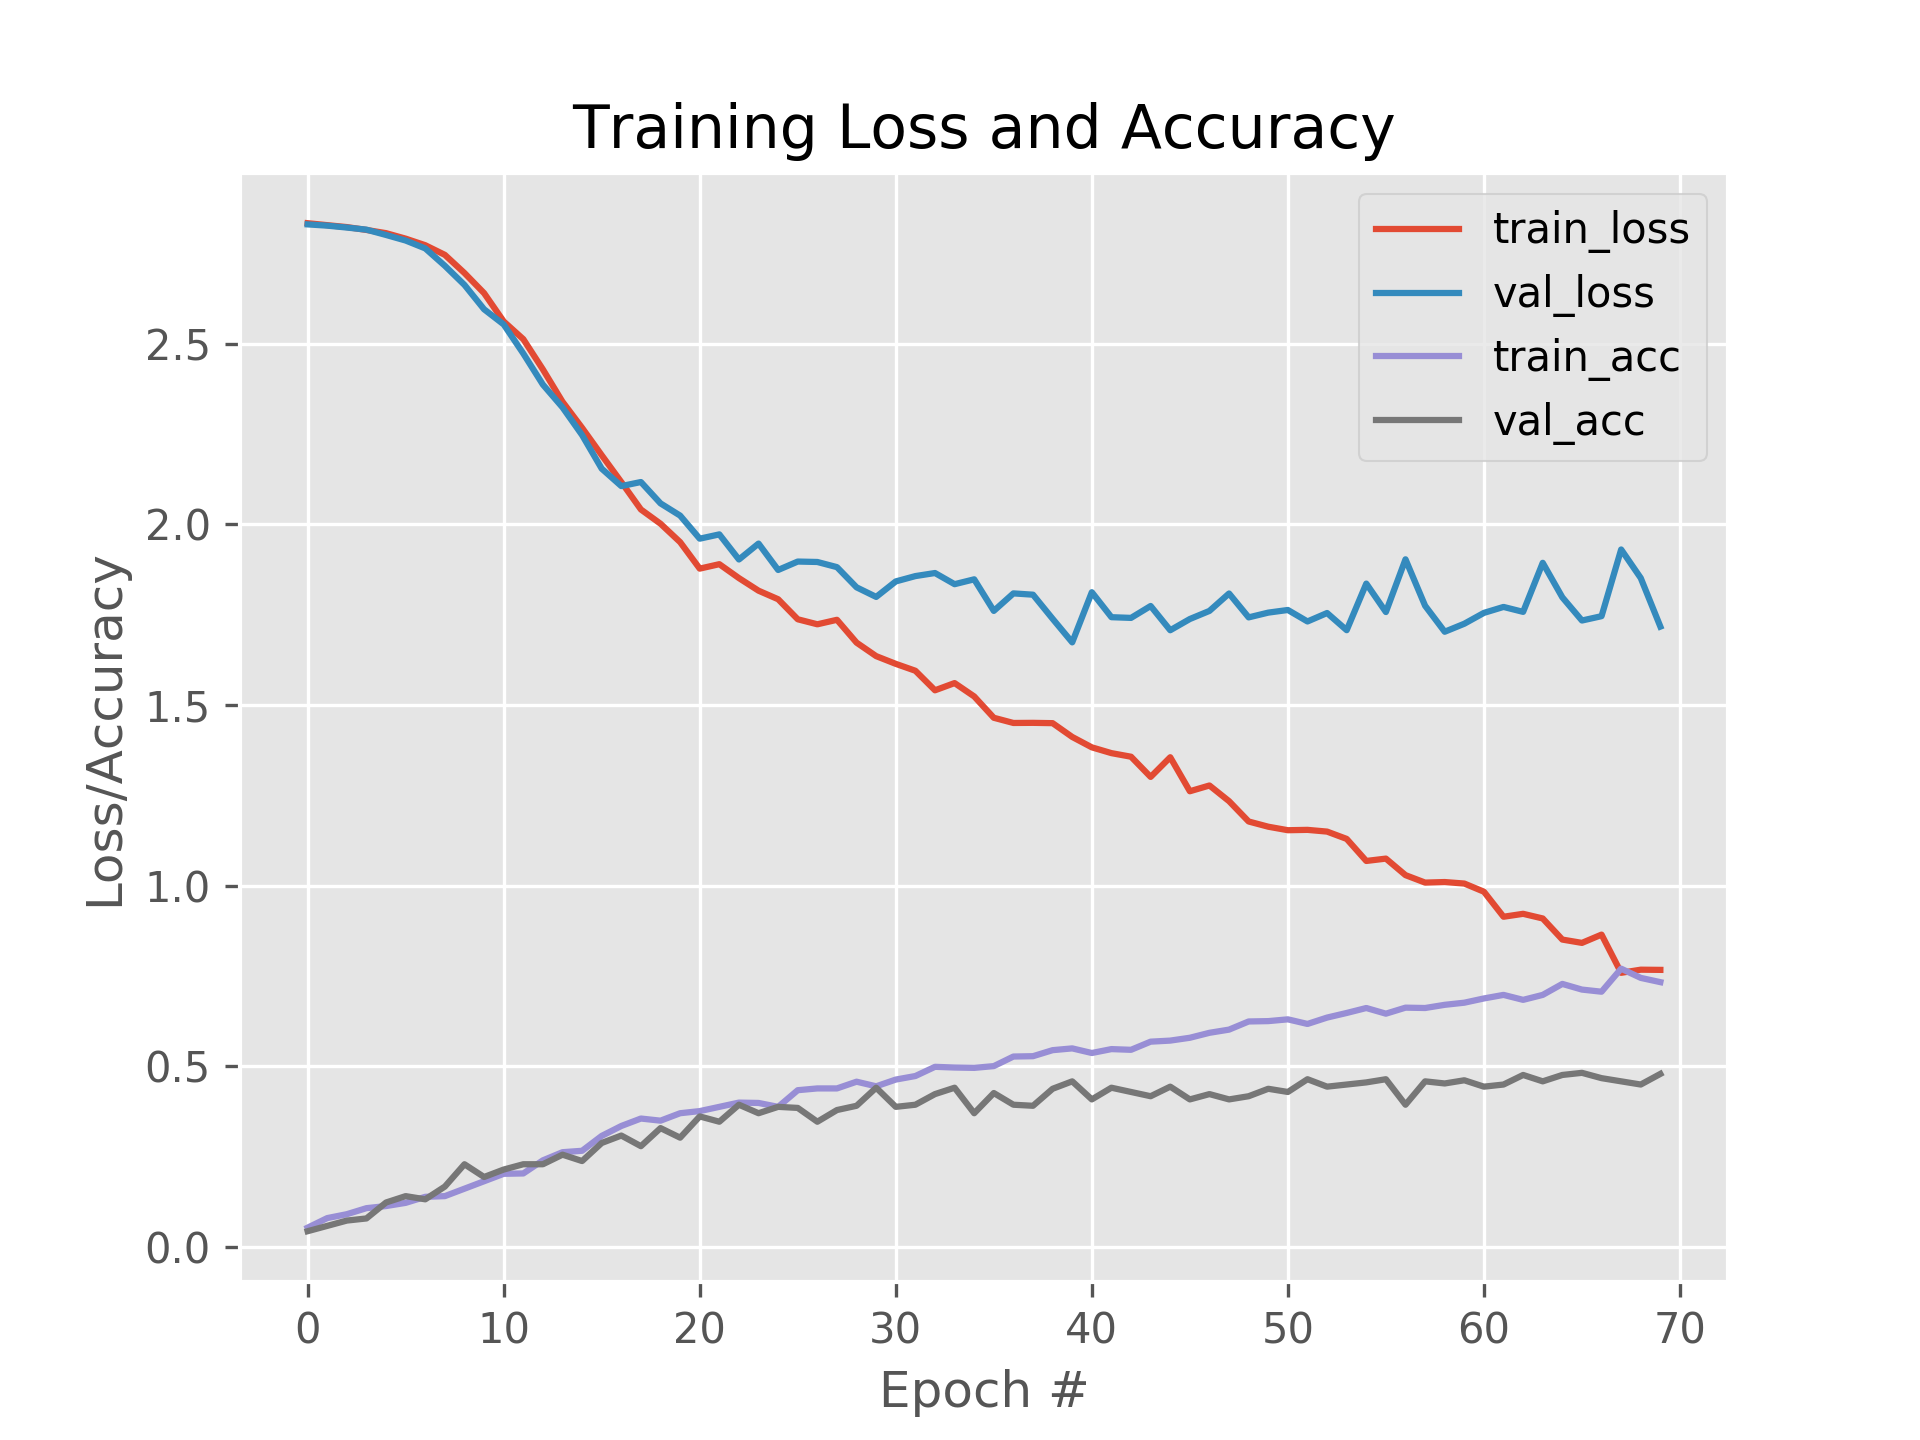 Training Loss and Accuracy
train_loss
val_loss
train_acc
val_acc
Loss/Accuracy
2.5
2.0
1.5
1.0
0.5
0.0
0 10 20 30 40 50 60 70
Epoch #